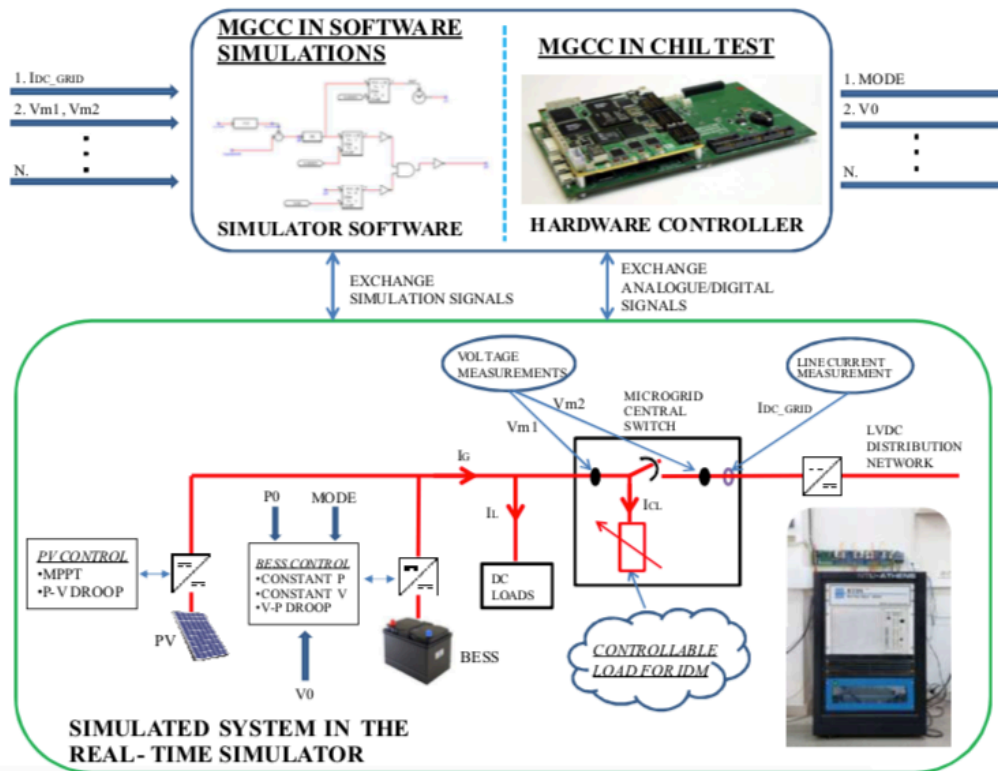 MGCC IN SOFTWARE
SIMULATIONS
MGCC IN CHIL TEST
1. IDC_GRID
2. Vm1 , Vm2
N.
1. MODE
2. V0
N.
SIMULATOR SOFTWARE
HARDWARE CONTROLLER
EXCHANGE
SIMULATION SIGNALS
EXCHANGE
ANALOGUE/DIGITAL
SIGNALS
VOLTAGE
MEASUREMENTS
LINE CURRENT
MEASUREMENT
Vm2
Vm1
MICROGRID
CENTRAL
SWITCH
IDC_GRID
LVDC
DISTRIBUTION
NETWORK
IG
P0
MODE
IL
ICL
PV CONTROL
•MPPT
•P-V DROOP
BESS CONTROL
•CONSTANT P
•CONSTANT V
•V-P DROOP
DC
LOADS
PV
BESS
V0
CONTROLLABLE
LOAD FOR IDM
NTU-ATHENS
SIMULATED SYSTEM IN THE
REAL- TIME SIMULATOR